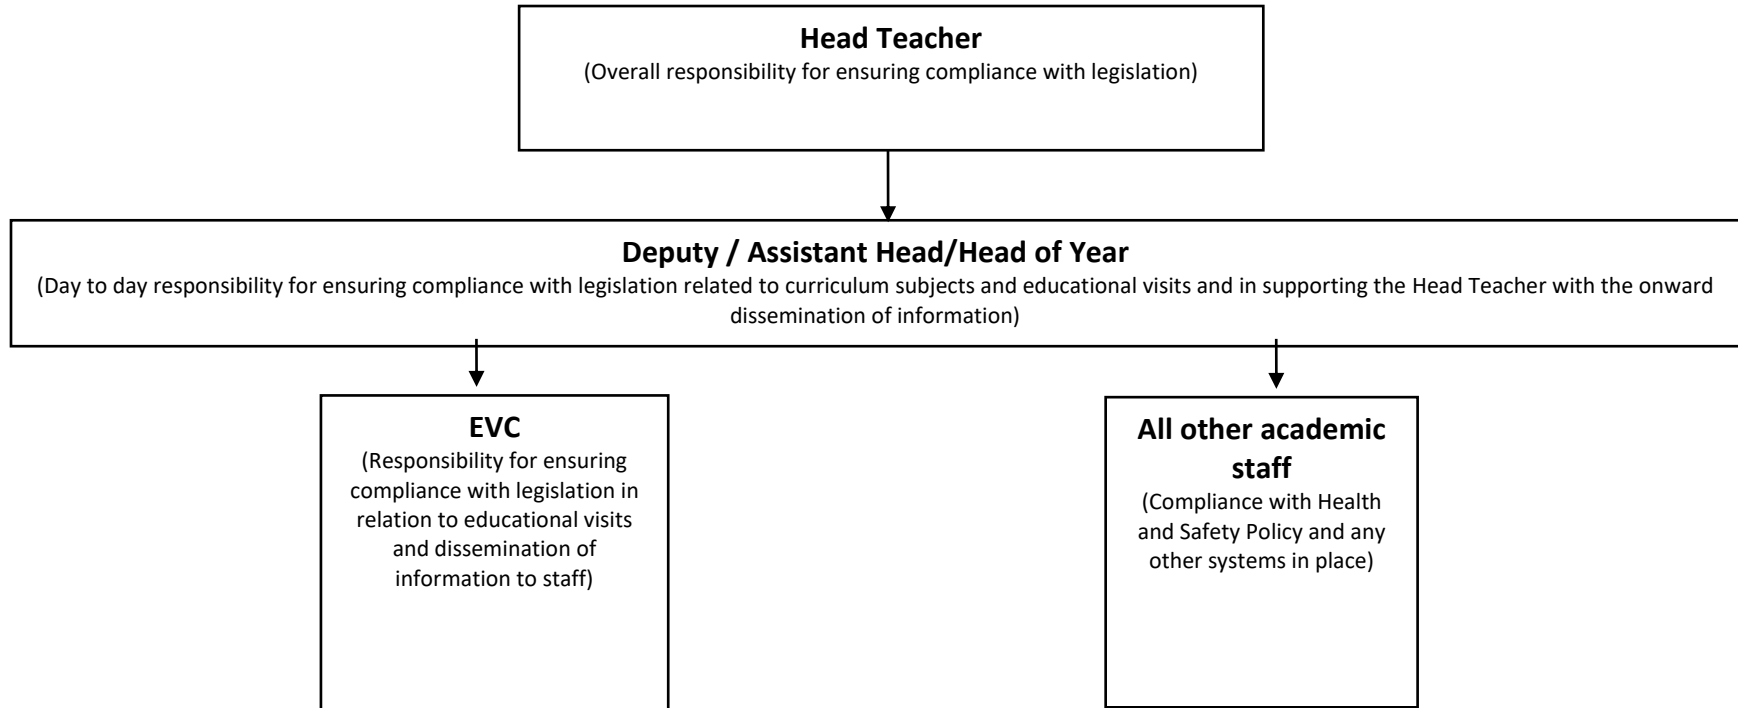 Head Teacher
(Overall responsibility for ensuring compliance with legislation)
Deputy / Assistant Head/Head of Year
(Day to day responsibility for ensuring compliance with legislation related to curriculum subjects and educational visits and in supporting the Head Teacher with the onward
dissemination of information)
EVC
(Responsibility for ensuring
compliance with legislation in
relation to educational visits
and dissemination of
information to staff)
All other academic
staff
(Compliance with Health
and Safety Policy and any
other systems in place)